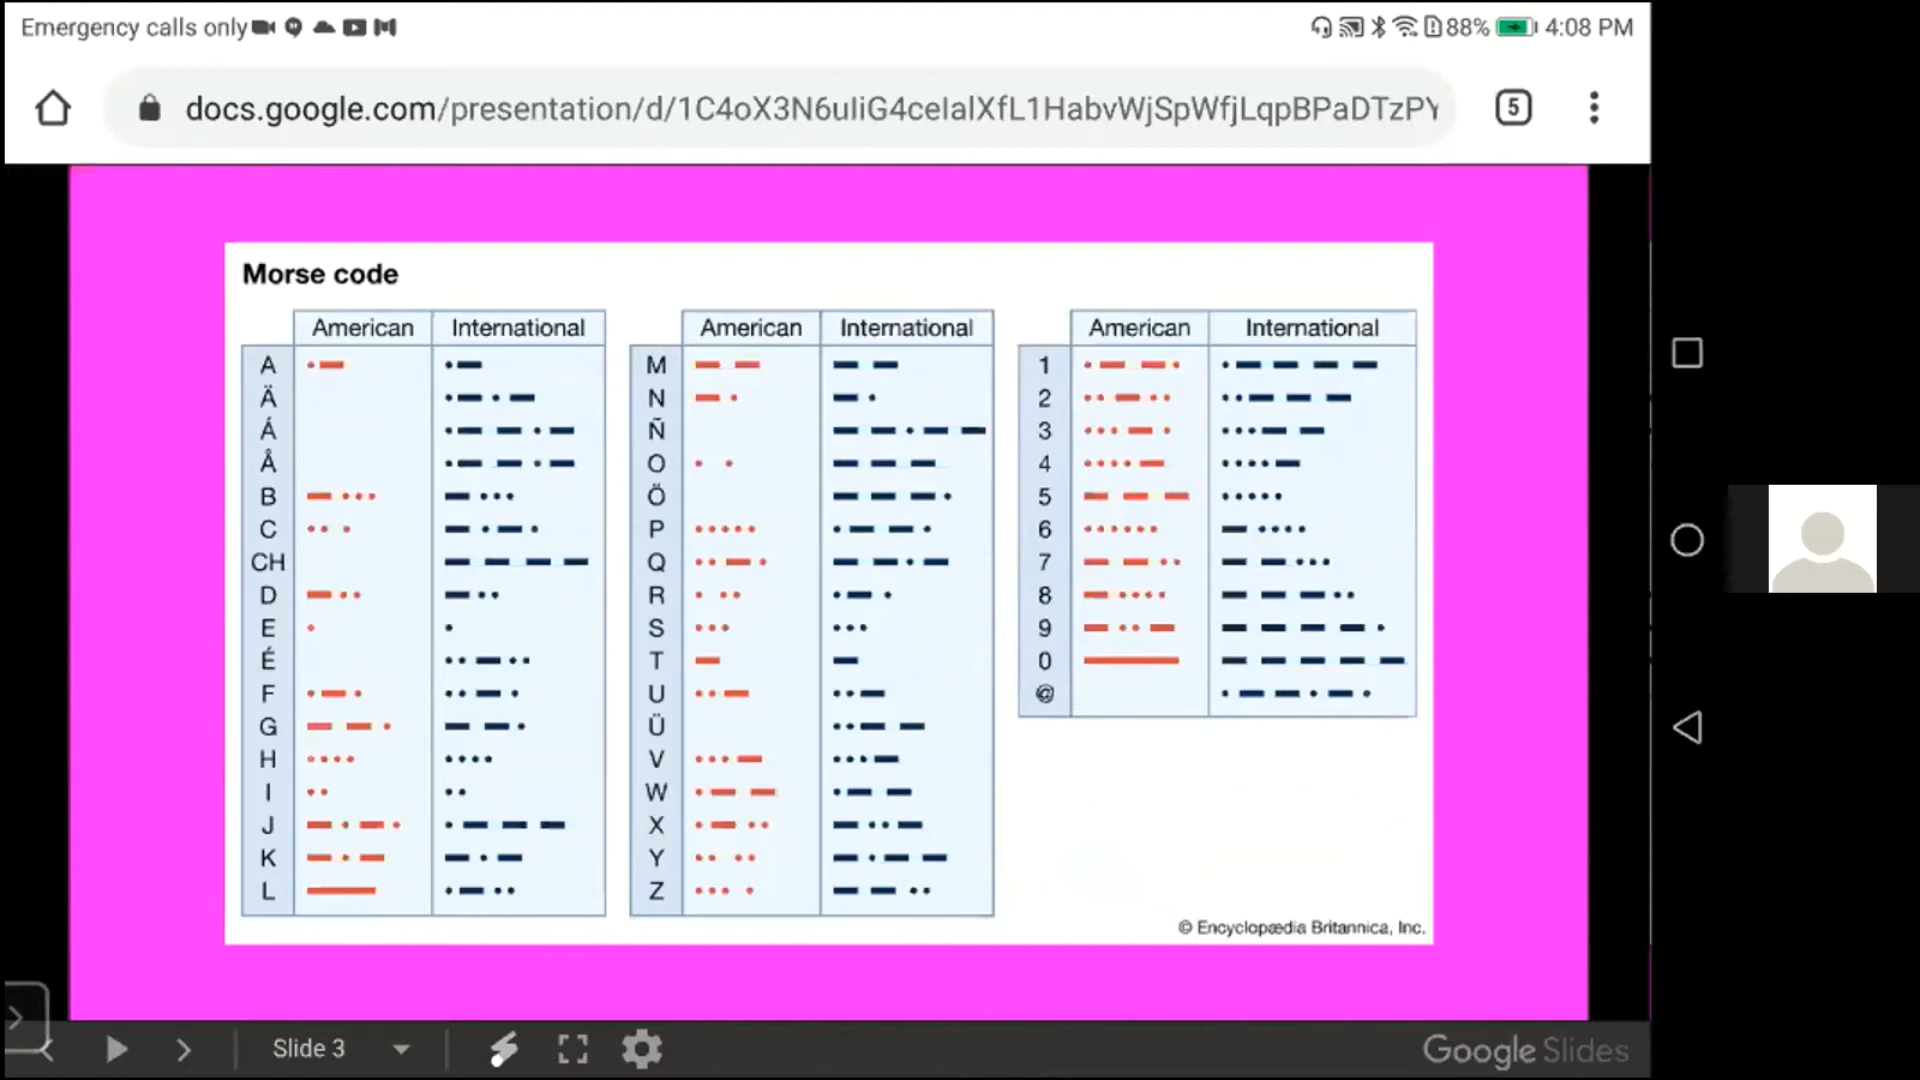 Emergency calls only
88% 4:08 PM
docs.google.com/presentation/d/1C4oX3N6uIiG4ceIalXfL1HabvWjSpWfjLqpBPaDTzPY
5
Morse code
American International
A
Ä
Á
Å
B
C
CH
D
E
É
F
G
H
I
J
K
L
American International
M
N
Ñ
O
Ö
P
Q
R
S
T
U
Ü
V
W
X
Y
Z
American International
1
2
3
4
5
6
7
8
9
0
@
© Encyclopædia Britannica, Inc.
Slide 3
Google Slides